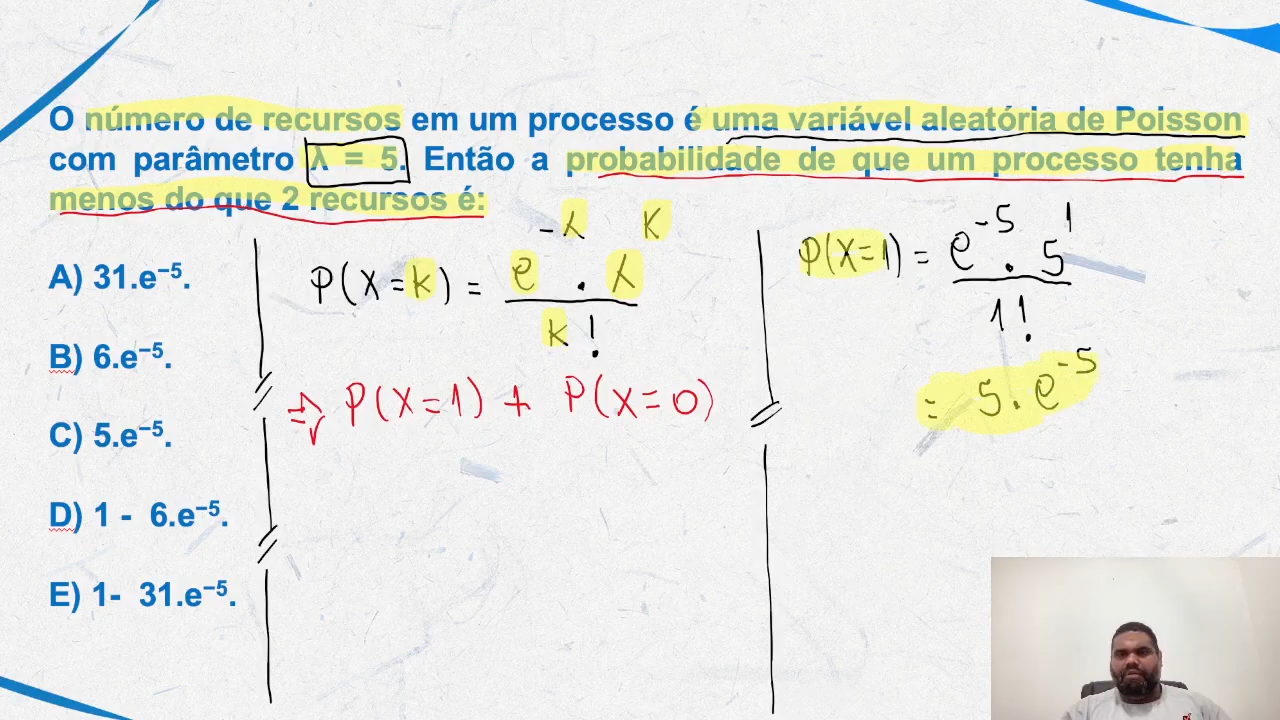 O número de recursos em um processo é uma variável aleatória de Poisson
com parâmetro λ = 5. Então a probabilidade de que um processo tenha
menos do que 2 recursos é:
A) 31.e⁻⁵.
B) 6.e⁻⁵.
C) 5.e⁻⁵.
D) 1 - 6.e⁻⁵.
E) 1- 31.e⁻⁵.
P(X=k) = e^-λ . λ^k
k!
⇒ P(X=1) + P(X=0)
P(X=1) = e^-5 . 5^1
1!
= 5.e^-5